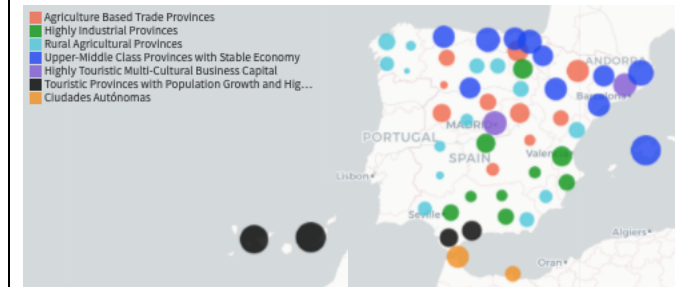 Agriculture Based Trade Provinces
Highly Industrial Provinces
Rural Agricultural Provinces
Upper-Middle Class Provinces with Stable Economy
Highly Touristic Multi-Cultural Business Capital
Touristic Provinces with Population Growth and Hig...
Ciudades Autónomas
ANDORRA
Barcelona
MADRID
PORTUGAL
SPAIN
Valencia
Lisbon
Seville
Algiers
Oran